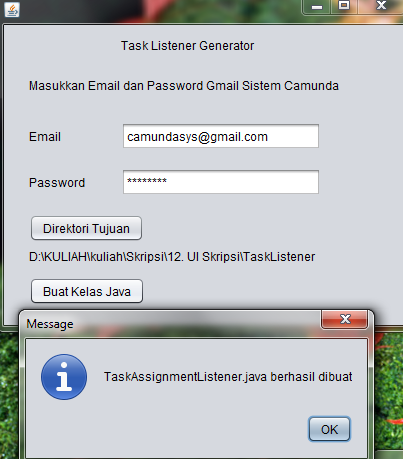 Task Listener Generator
Masukkan Email dan Password Gmail Sistem Camunda
Email
camundasys@gmail.com
Password
********
Direktori Tujuan
D:\KULIAH\kuliah\Skripsi\12. UI Skripsi\TaskListener
Buat Kelas Java
Message
TaskAssignmentListener.java berhasil dibuat
OK